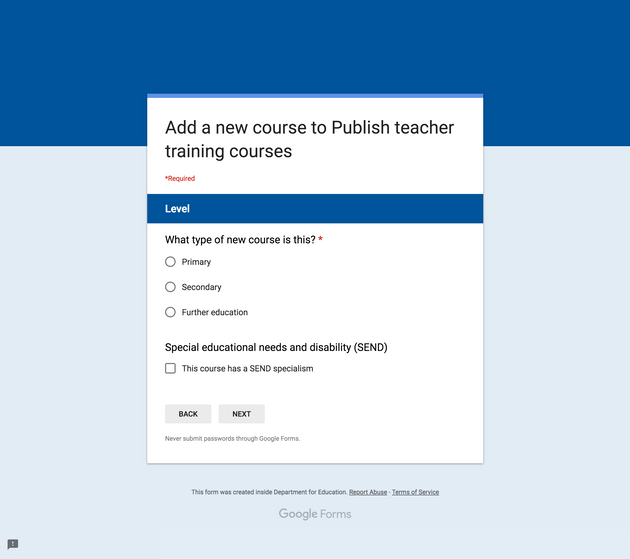 Add a new course to Publish teacher
training courses
*Required
Level
What type of new course is this? *
Primary
Secondary
Further education
Special educational needs and disability (SEND)
This course has a SEND specialism
BACK NEXT
Never submit passwords through Google Forms.
This form was created inside Department for Education. Report Abuse - Terms of Service
Google Forms